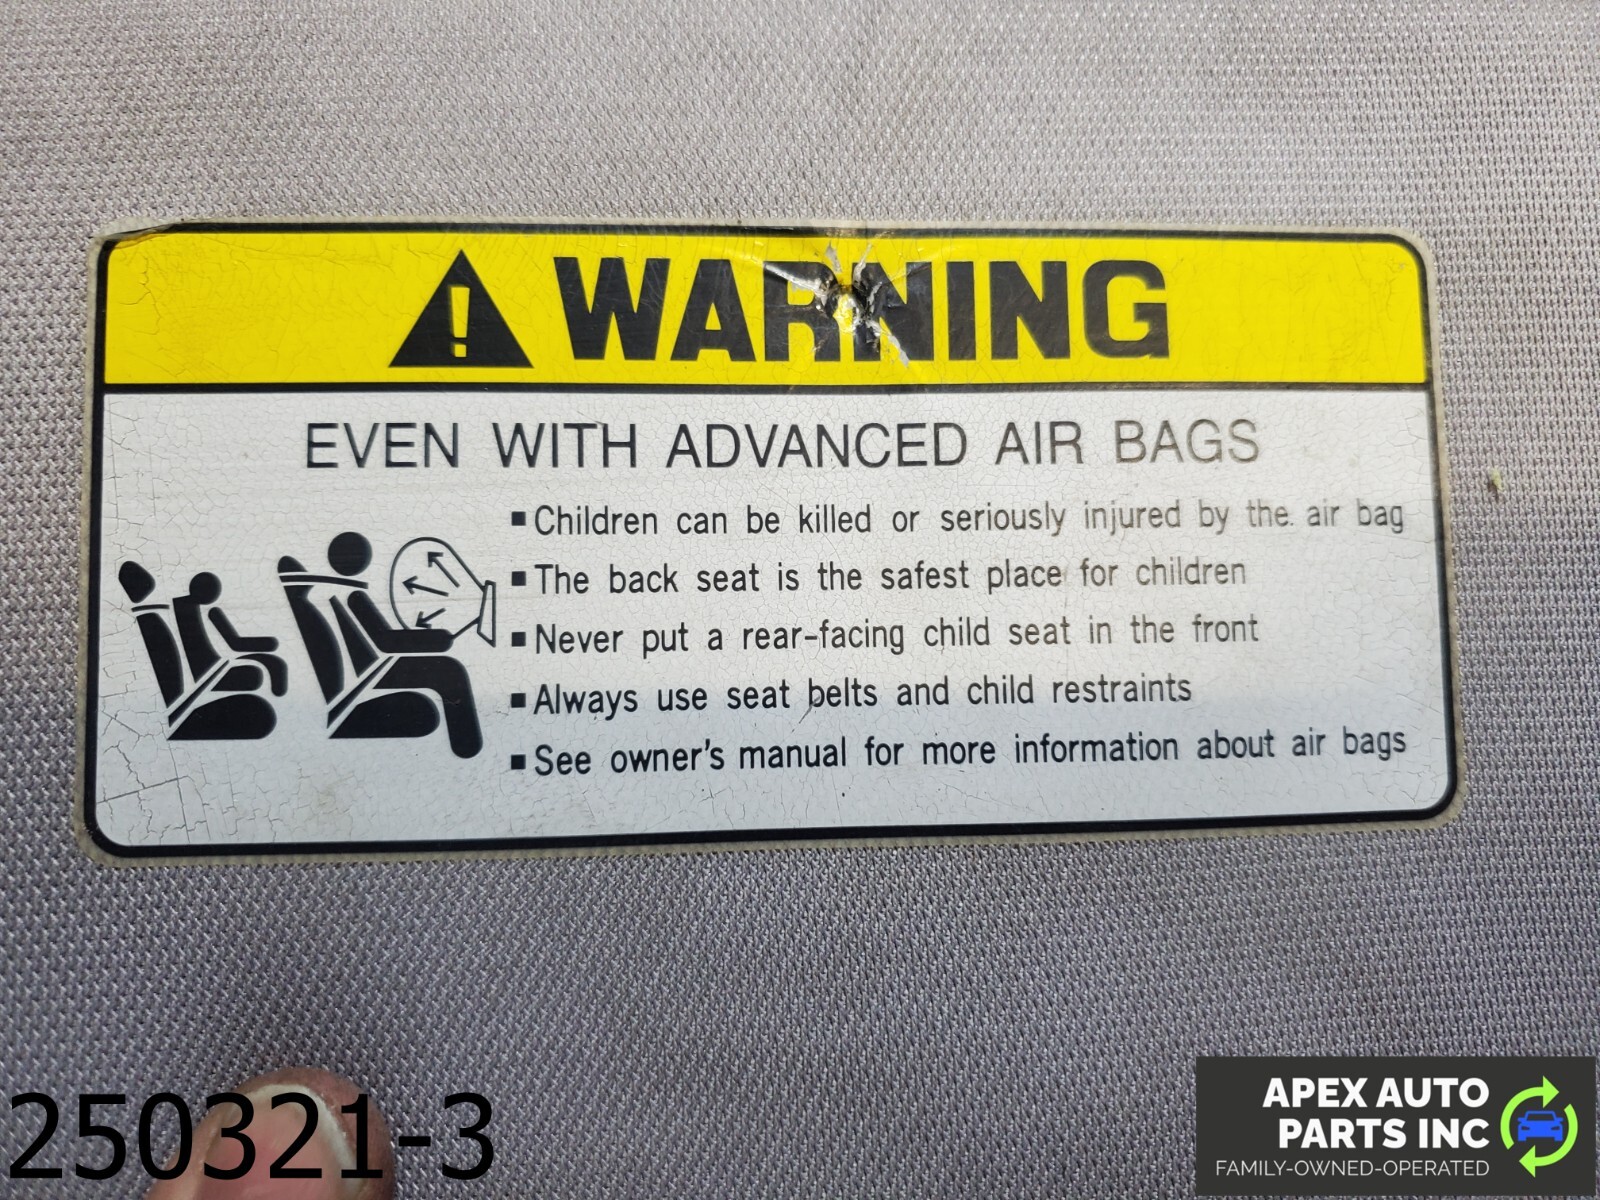 WARNING
EVEN WITH ADVANCED AIR BAGS
▪Children can be killed or seriously injured by the air bag
▪The back seat is the safest place for children
▪Never put a rear-facing child seat in the front
▪Always use seat belts and child restraints
▪See owner's manual for more information about air bags
250321-3
APEX AUTO
PARTS INC
FAMILY-OWNED-OPERATED